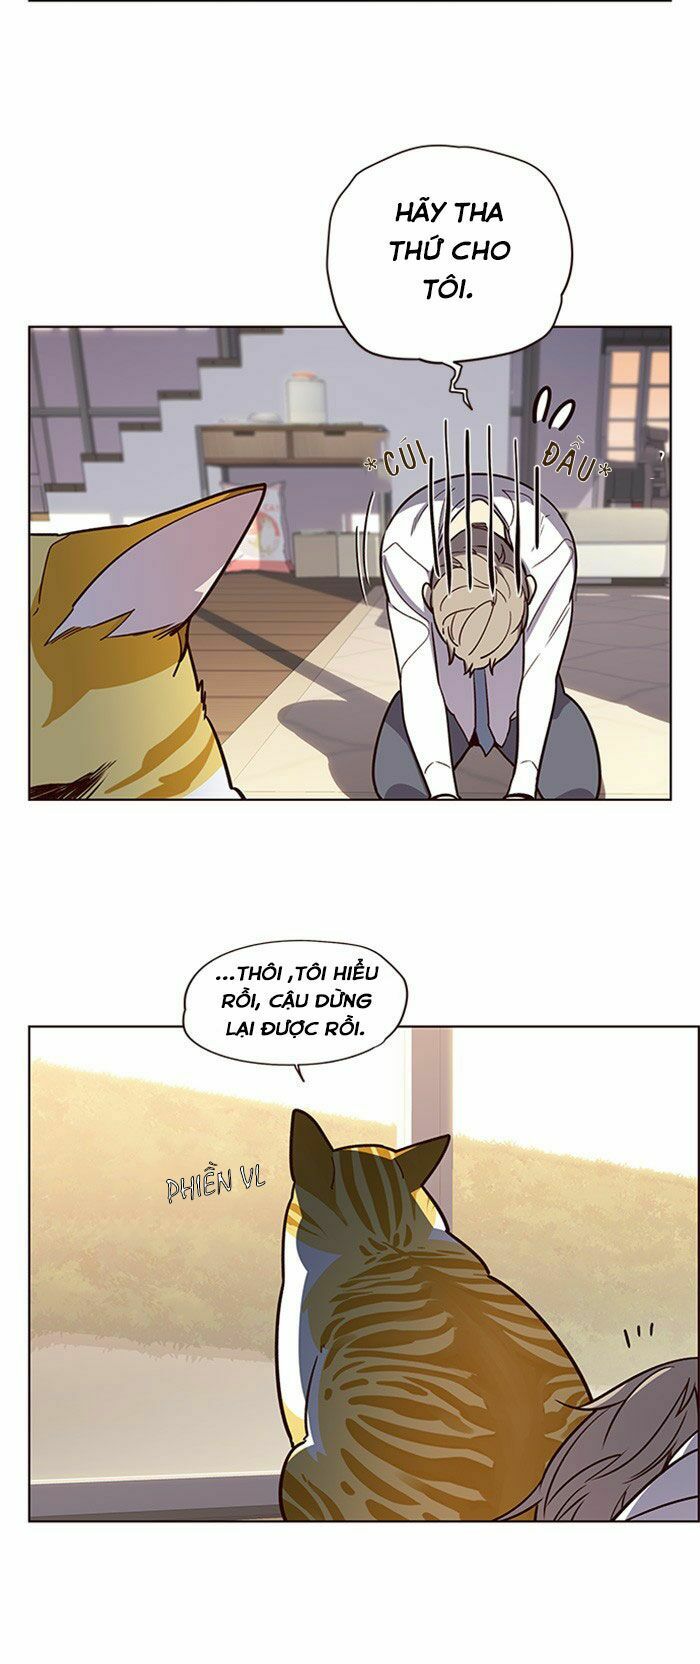 HÃY THA
THỨ CHO
TÔI.
*CÚI
ĐẦU*
...THÔI ,TÔI HIỂU
RỒI, CẬU DỪNG
LẠI ĐƯỢC RỒI.
PHIỀN VL